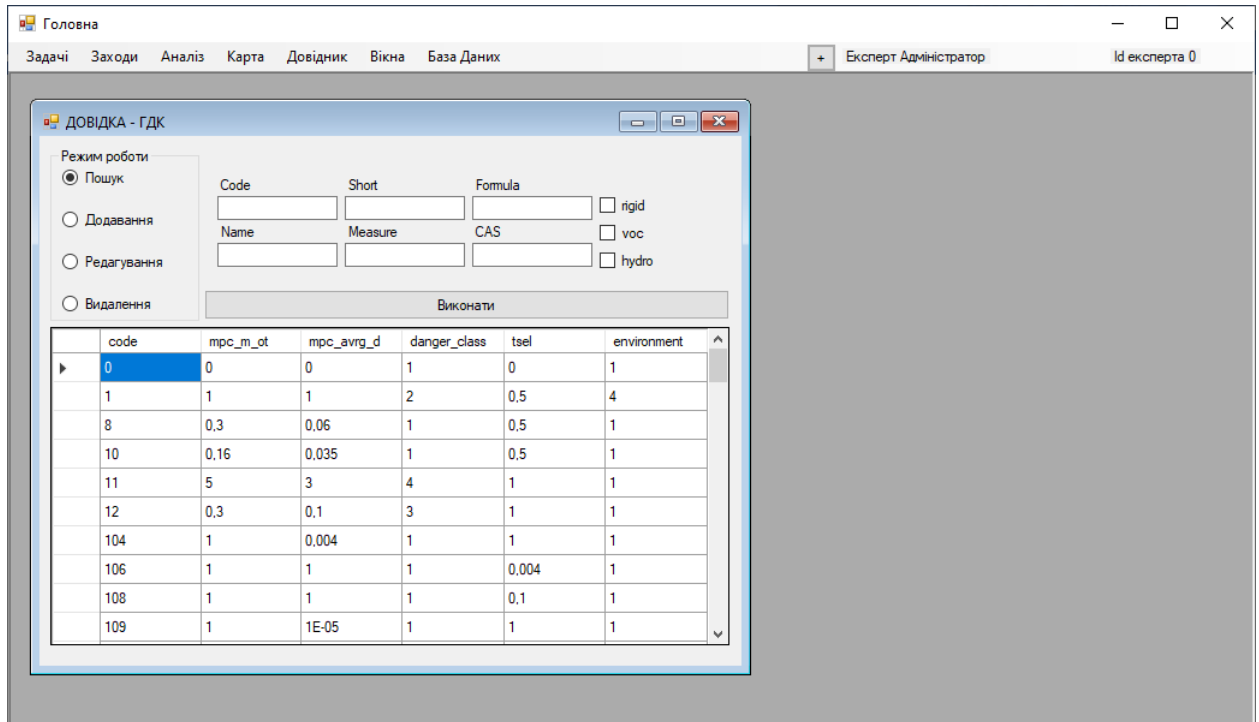 Головна
Задачі Заходи Аналіз Карта Довідник Вікна База Даних + Експерт Адміністратор Id експерта 0
ДОВІДКА - ГДК
Режим роботи
Пошук
Додавання
Редагування
Видалення
Code Short Formula
rigid
Name Measure CAS
voc
hydro
Виконати
code mpc_m_ot mpc_avrg_d danger_class tsel environment
0 0 0 1 0 1
1 1 1 2 0,5 4
8 0,3 0,06 1 0,5 1
10 0,16 0,035 1 0,5 1
11 5 3 4 1 1
12 0,3 0,1 3 1 1
104 1 0,004 1 1 1
106 1 1 1 0,004 1
108 1 1 1 0,1 1
109 1 1E-05 1 1 1